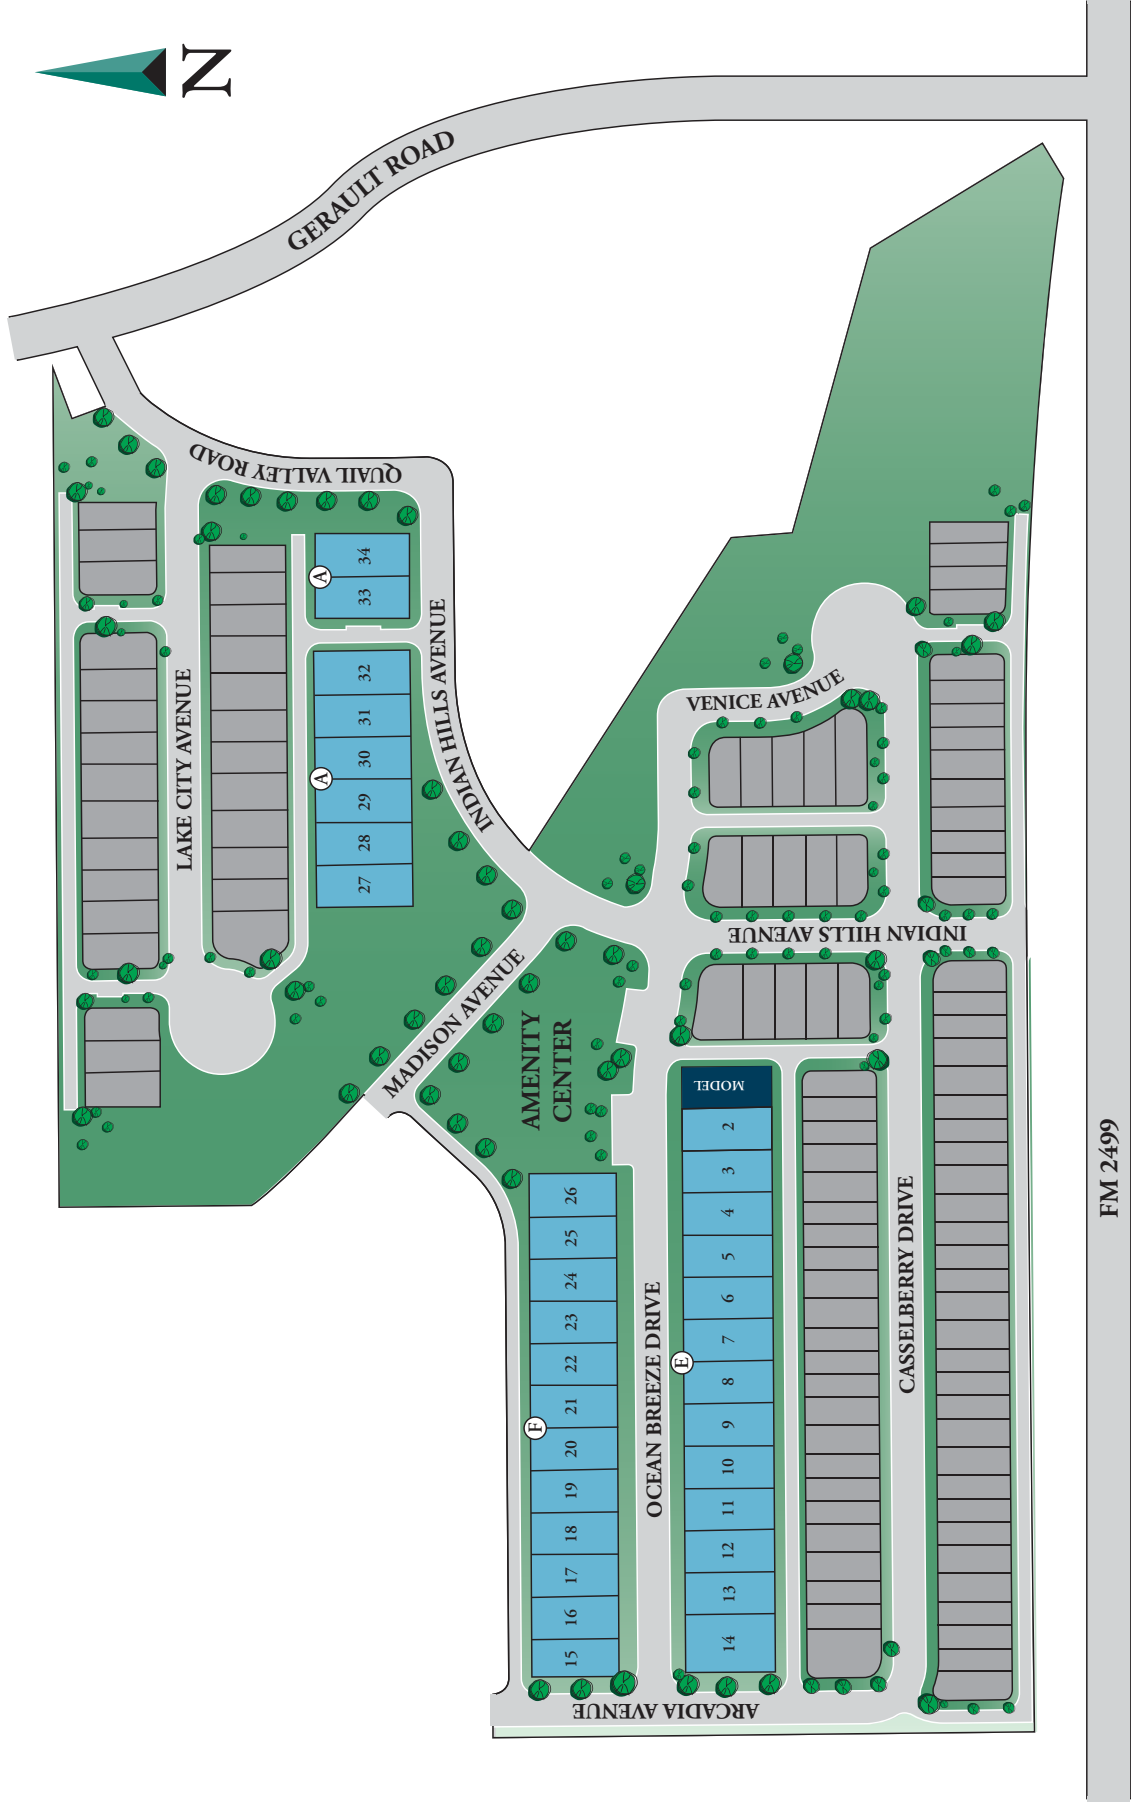 N
GERAULT ROAD
QUAIL VALLEY ROAD
34
33
A
INDIAN HILLS AVENUE
LAKE CITY AVENUE
32
31
30
29
28
27
A
VENICE AVENUE
INDIAN HILLS AVENUE
MADISON AVENUE
AMENITY
CENTER
MODEL
2
3
4
5
6
7
8
9
10
11
12
13
14
E
26
25
24
23
22
21
20
19
18
17
16
15
F
OCEAN BREEZE DRIVE
CASSELBERRY DRIVE
ARCADIA AVENUE
FM 2499